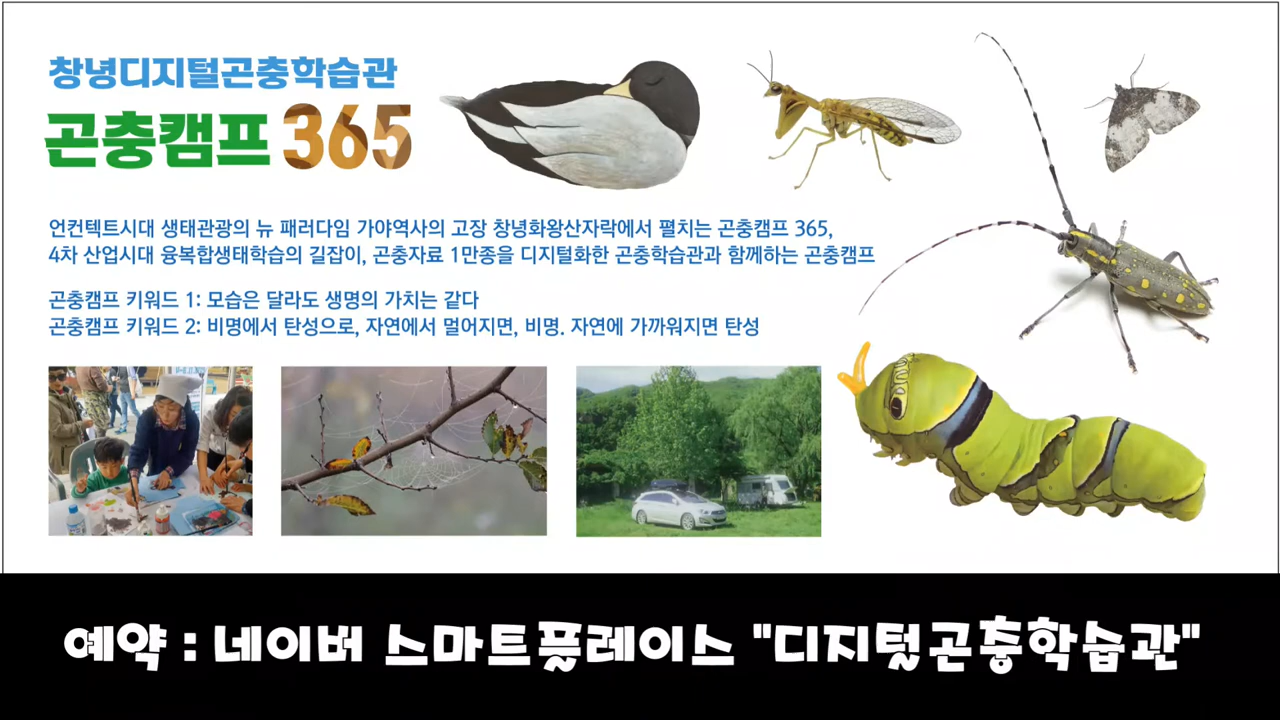 창녕디지털곤충학습관
곤충캠프 365
언컨텍트시대 생태관광의 뉴 패러다임 가야역사의 고장 창녕화왕산자락에서 펼치는 곤충캠프 365,
4차 산업시대 융복합생태학습의 길잡이, 곤충자료 1만종을 디지털화한 곤충학습관과 함께하는 곤충캠프
곤충캠프 키워드 1: 모습은 달라도 생명의 가치는 같다
곤충캠프 키워드 2: 비명에서 탄성으로, 자연에서 멀어지면, 비명. 자연에 가까워지면 탄성
예약 : 네이버 스마트플레이스 "디지털곤충학습관"